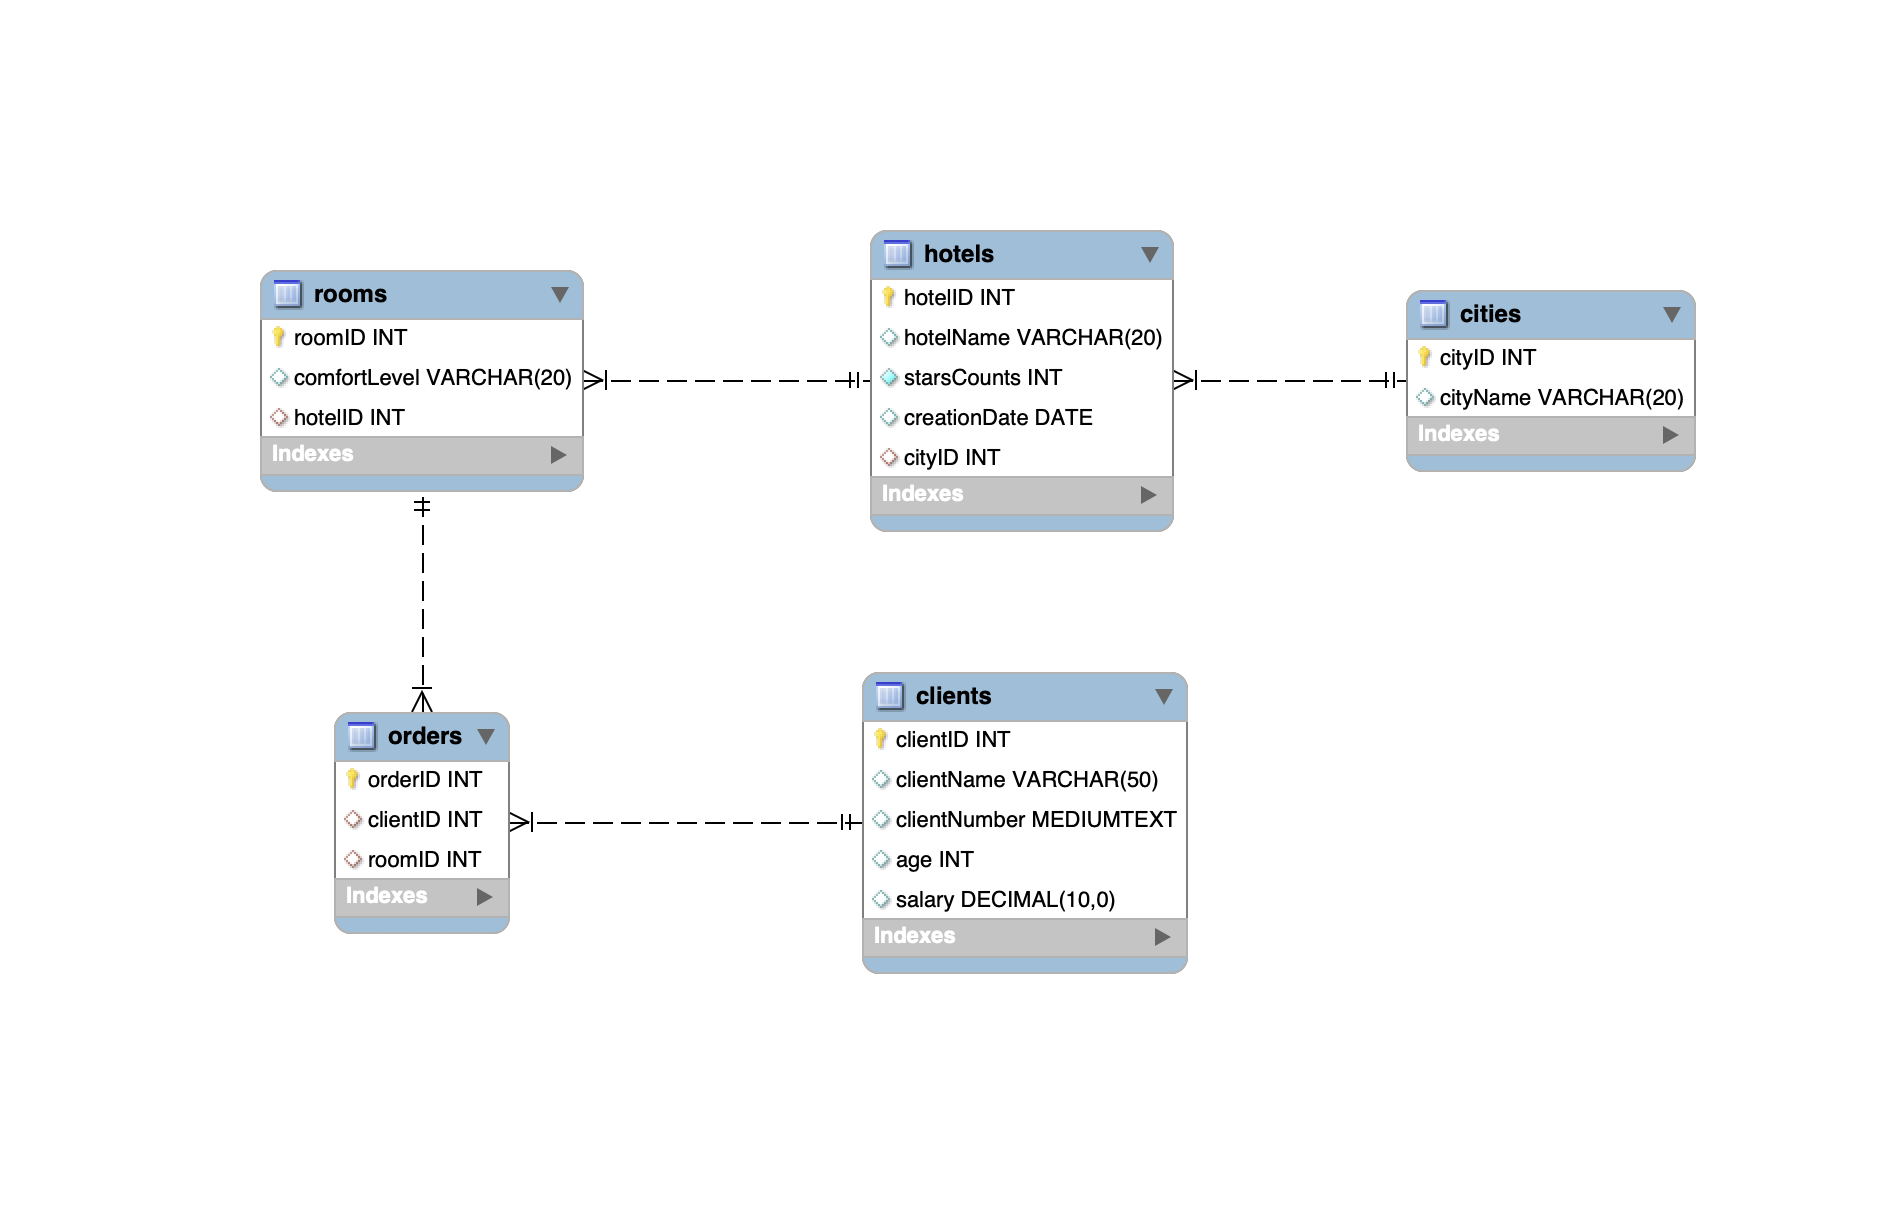 rooms
roomID INT
comfortLevel VARCHAR(20)
hotelID INT
Indexes
hotels
hotelID INT
hotelName VARCHAR(20)
starsCounts INT
creationDate DATE
cityID INT
Indexes
cities
cityID INT
cityName VARCHAR(20)
Indexes
orders
orderID INT
clientID INT
roomID INT
Indexes
clients
clientID INT
clientName VARCHAR(50)
clientNumber MEDIUMTEXT
age INT
salary DECIMAL(10,0)
Indexes